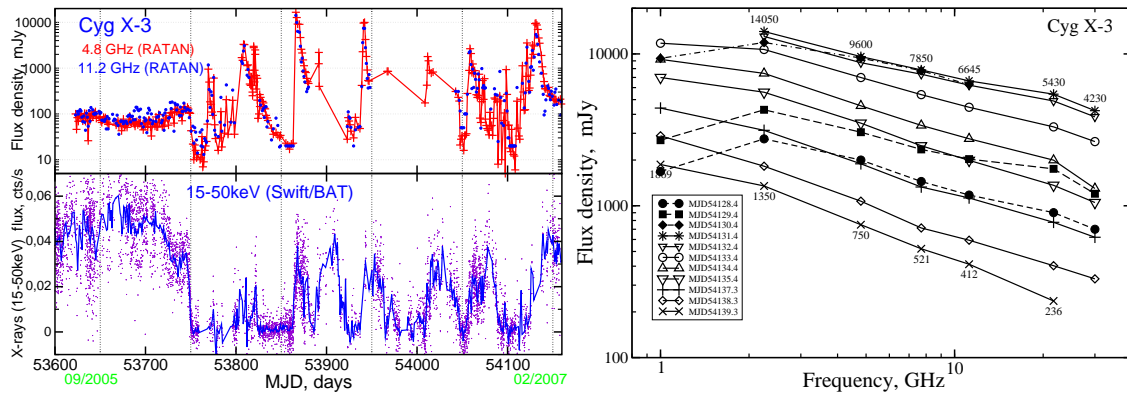 Cyg X-3
4.8 GHz (RATAN)
11.2 GHz (RATAN)
Flux density, mJy
10000
1000
100
10
15-50keV (Swift/BAT)
X-rays (15-50keV) flux, cts/s
0.06
0.04
0.02
0
53600
53700
53800
53900
54000
54100
09/2005
MJD, days
02/2007
Cyg X-3
Flux density, mJy
10000
1000
100
14050
9600
7850
6645
5430
4230
1869
1350
750
521
412
236
MJD54128.4
MJD54129.4
MJD54130.4
MJD54131.4
MJD54132.4
MJD54133.4
MJD54134.4
MJD54135.4
MJD54137.3
MJD54138.3
MJD54139.3
1
10
Frequency, GHz